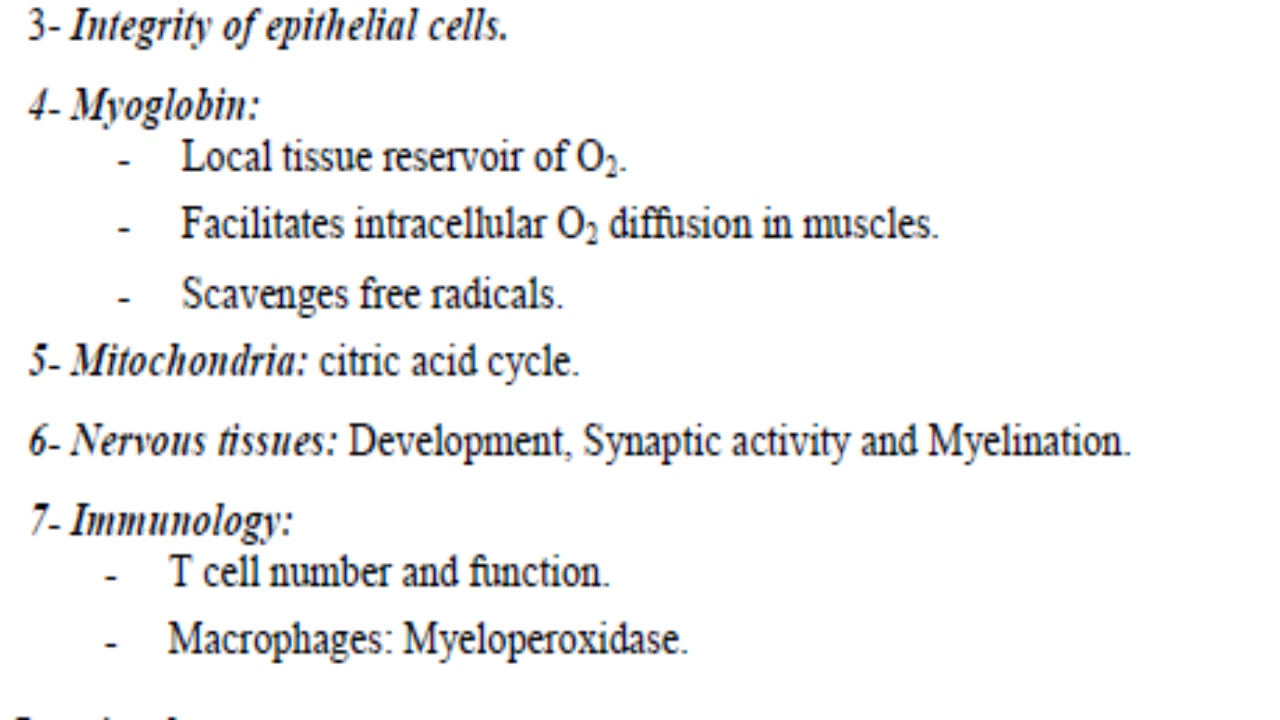 3- Integrity of epithelial cells.
4- Myoglobin:
- Local tissue reservoir of O₂.
- Facilitates intracellular O₂ diffusion in muscles.
- Scavenges free radicals.
5- Mitochondria: citric acid cycle.
6- Nervous tissues: Development, Synaptic activity and Myelination.
7- Immunology:
- T cell number and function.
- Macrophages: Myeloperoxidase.